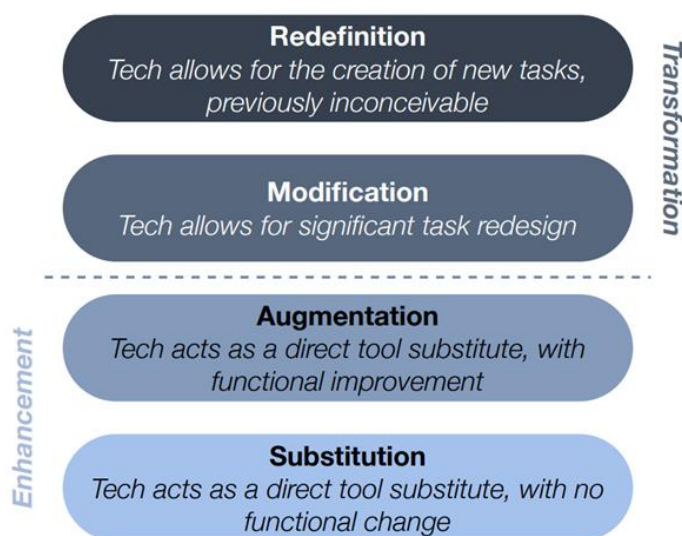 Redefinition
Tech allows for the creation of new tasks,
previously inconceivable
Transformation
Modification
Tech allows for significant task redesign
Augmentation
Tech acts as a direct tool substitute, with
functional improvement
Enhancement
Substitution
Tech acts as a direct tool substitute, with no
functional change